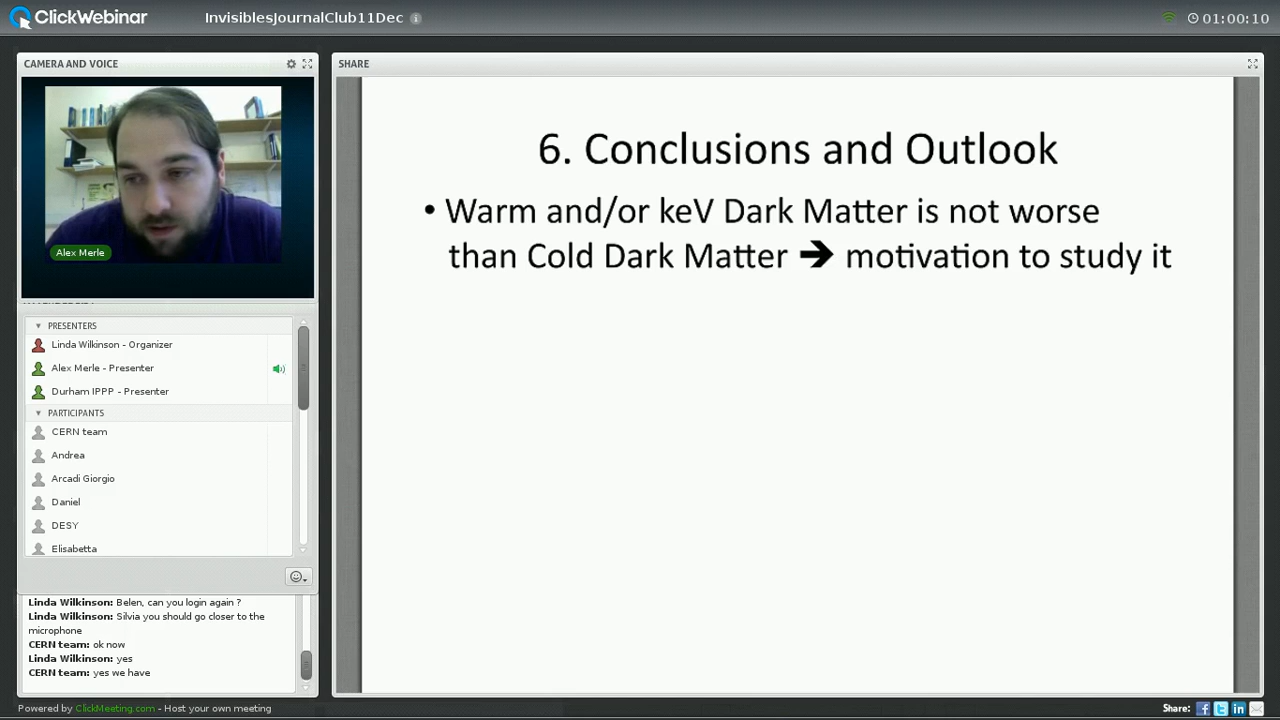 ClickWebinar
InvisiblesJournalClub11Dec
01:00:10
CAMERA AND VOICE
Alex Merle
PRESENTERS
Linda Wilkinson - Organizer
Alex Merle - Presenter
Durham IPPP - Presenter
PARTICIPANTS
CERN team
Andrea
Arcadi Giorgio
Daniel
DESY
Elisabetta
Linda Wilkinson: Belen, can you login again ?
Linda Wilkinson: Silvia you should go closer to the
microphone
CERN team: ok now
Linda Wilkinson: yes
CERN team: yes we have
SHARE
6. Conclusions and Outlook
• Warm and/or keV Dark Matter is not worse
than Cold Dark Matter ➔ motivation to study it
Powered by ClickMeeting.com - Host your own meeting
Share: